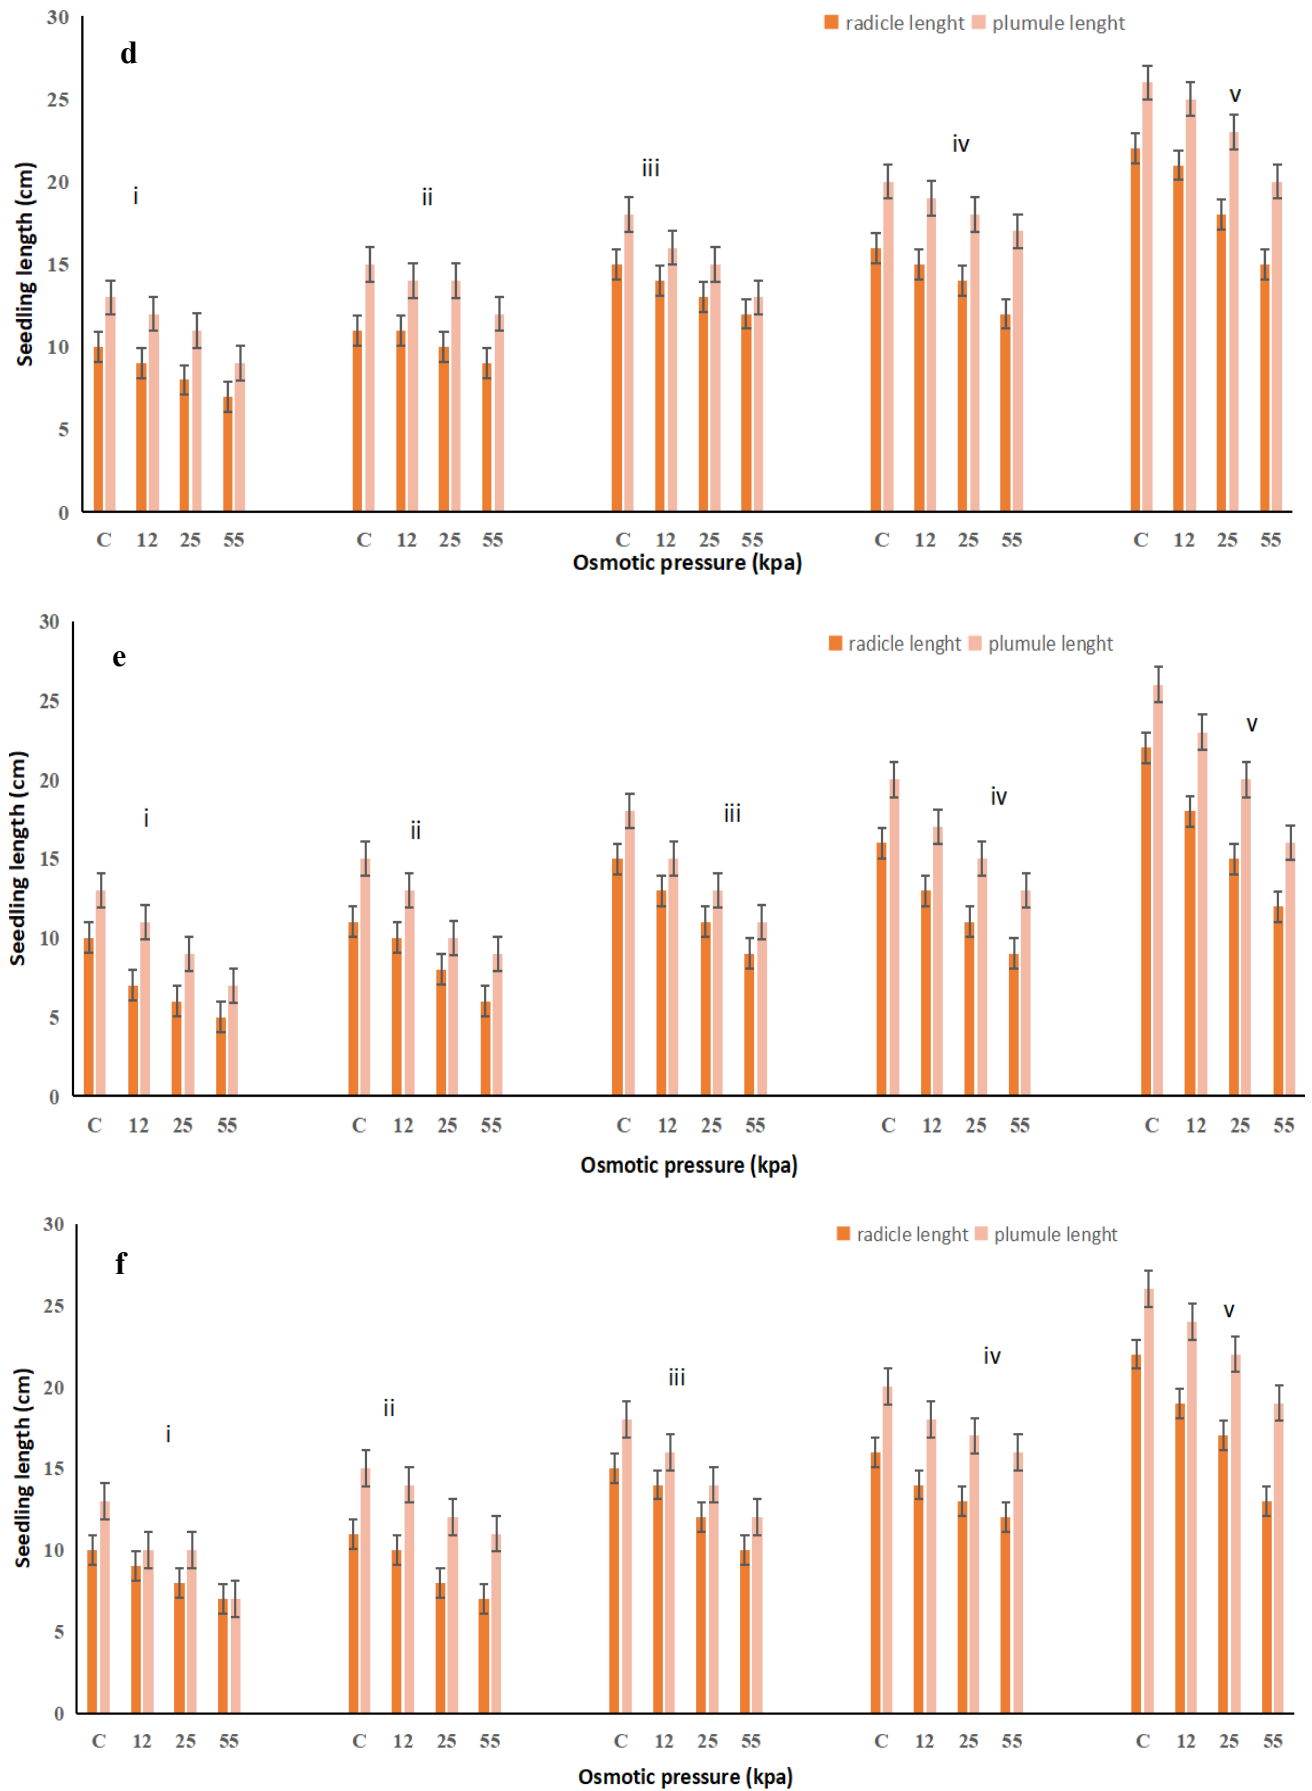 30
radicle lenght plumule lenght
d
25
v
iv
iii
20
i
ii
15
10
5
0
Seedling length (cm)
C 12 25 55 C 12 25 55 C 12 25 55 C 12 25 55 C 12 25 55
Osmotic pressure (kpa)
30
radicle lenght plumule lenght
e
25
v
20
iv
i
ii
iii
15
10
5
0
Seedling length (cm)
C 12 25 55 C 12 25 55 C 12 25 55 C 12 25 55 C 12 25 55
Osmotic pressure (kpa)
30
radicle lenght plumule lenght
f
25
v
iv
20
iii
ii
i
15
10
5
0
Seedling length (cm)
C 12 25 55 C 12 25 55 C 12 25 55 C 12 25 55 C 12 25 55
Osmotic pressure (kpa)